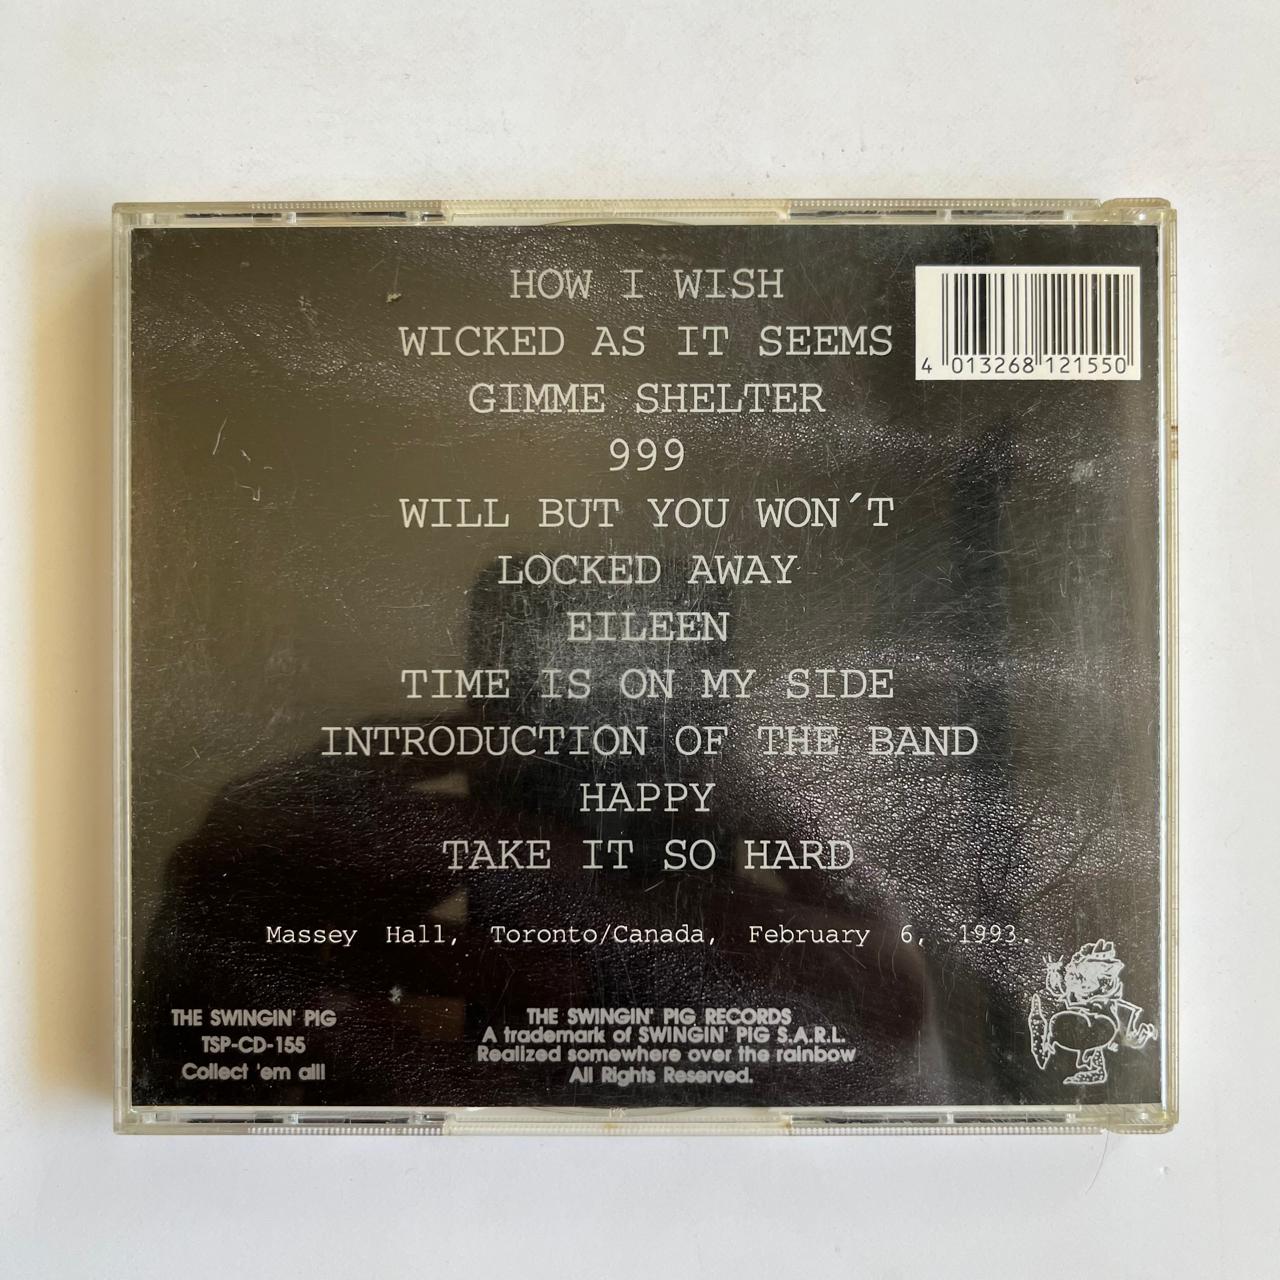 HOW I WISH
WICKED AS IT SEEMS
GIMME SHELTER
999
WILL BUT YOU WON´T
LOCKED AWAY
EILEEN
TIME IS ON MY SIDE
INTRODUCTION OF THE BAND
HAPPY
TAKE IT SO HARD
Massey Hall, Toronto/Canada, February 6, 1993.
4 013268 121550
THE SWINGIN' PIG
TSP-CD-155
Collect 'em all!
THE SWINGIN' PIG RECORDS
A trademark of SWINGIN' PIG S.A.R.L.
Realized somewhere over the rainbow
All Rights Reserved.